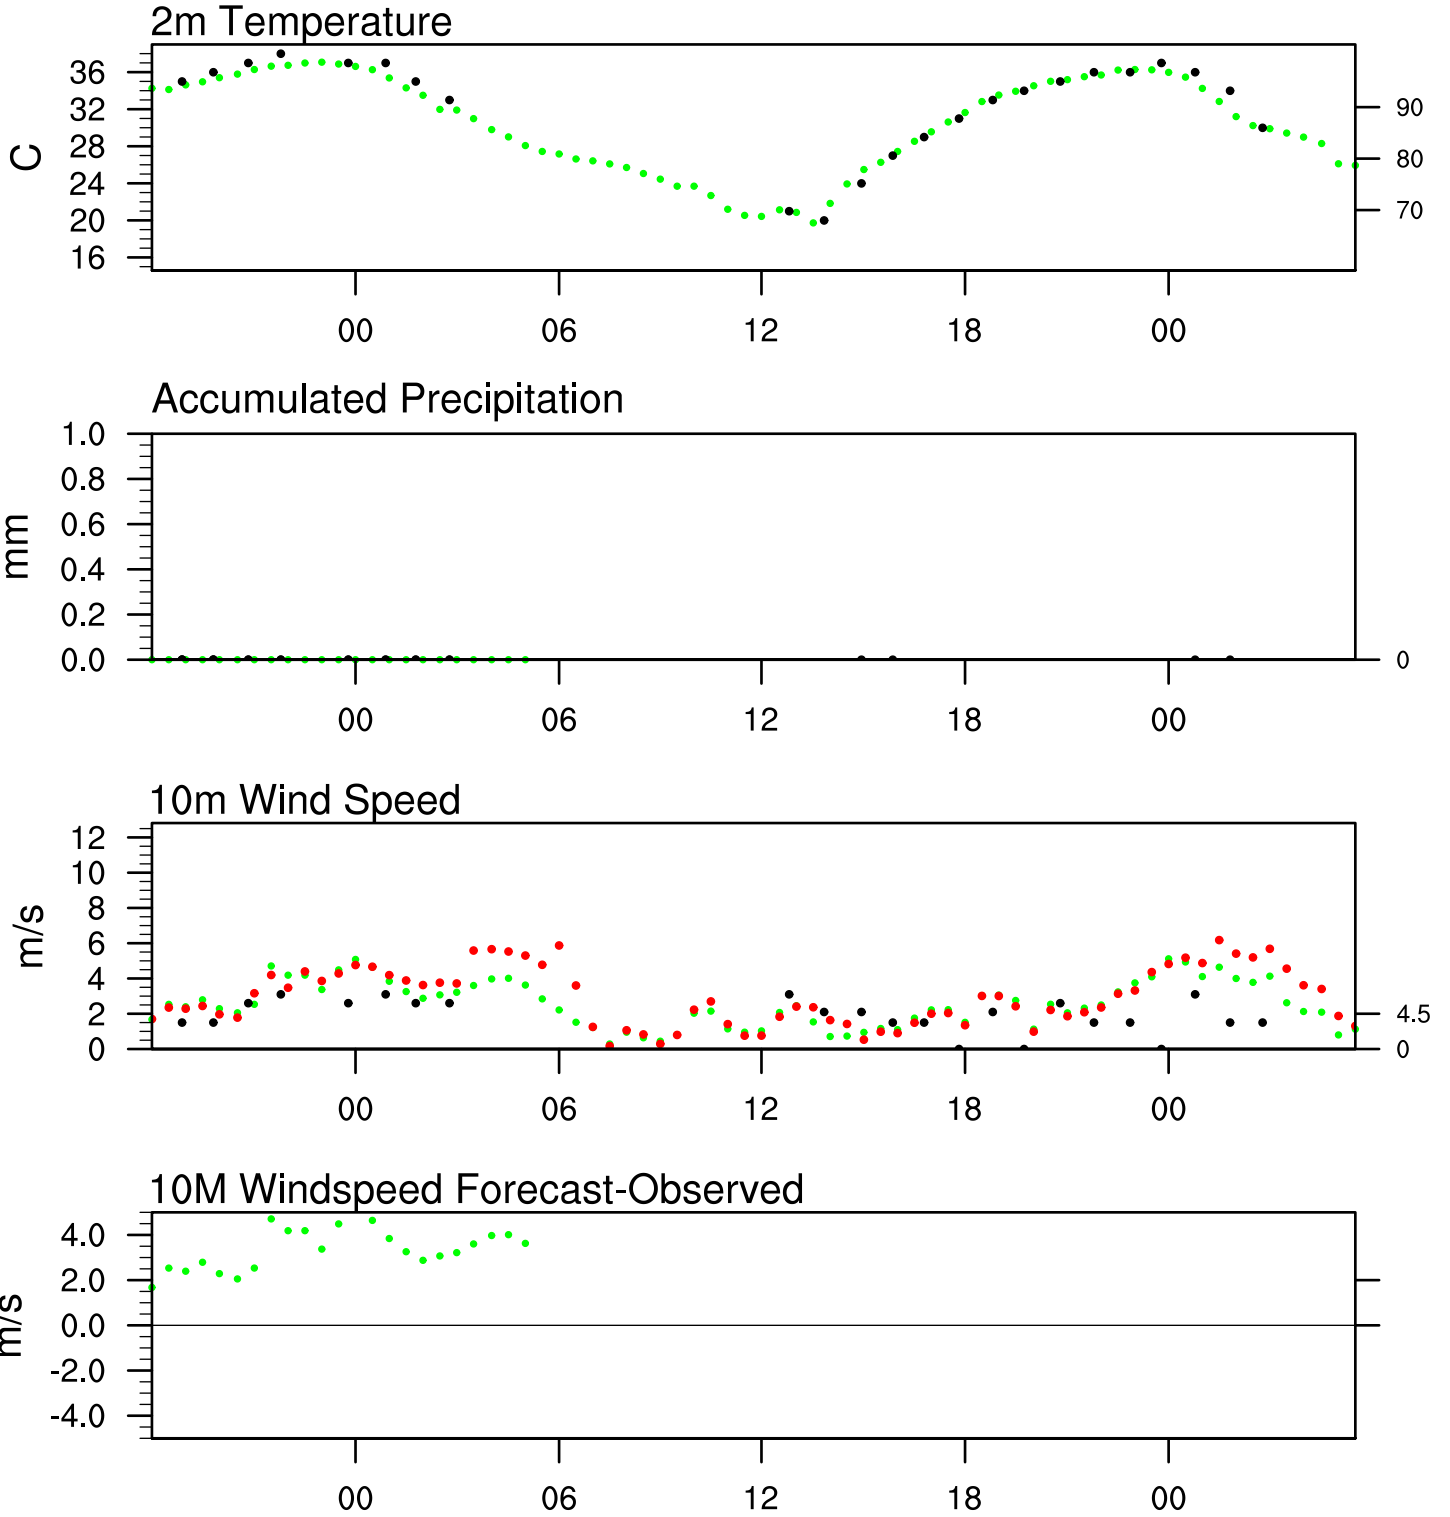 2m Temperature
C
36
32
28
24
20
16
90
80
70
00 06 12 18 00
Accumulated Precipitation
mm
1.0
0.8
0.6
0.4
0.2
0.0
0
00 06 12 18 00
10m Wind Speed
m/s
12
10
8
6
4
2
0
4.5
0
00 06 12 18 00
10M Windspeed Forecast-Observed
m/s
4.0
2.0
0.0
-2.0
-4.0
00 06 12 18 00